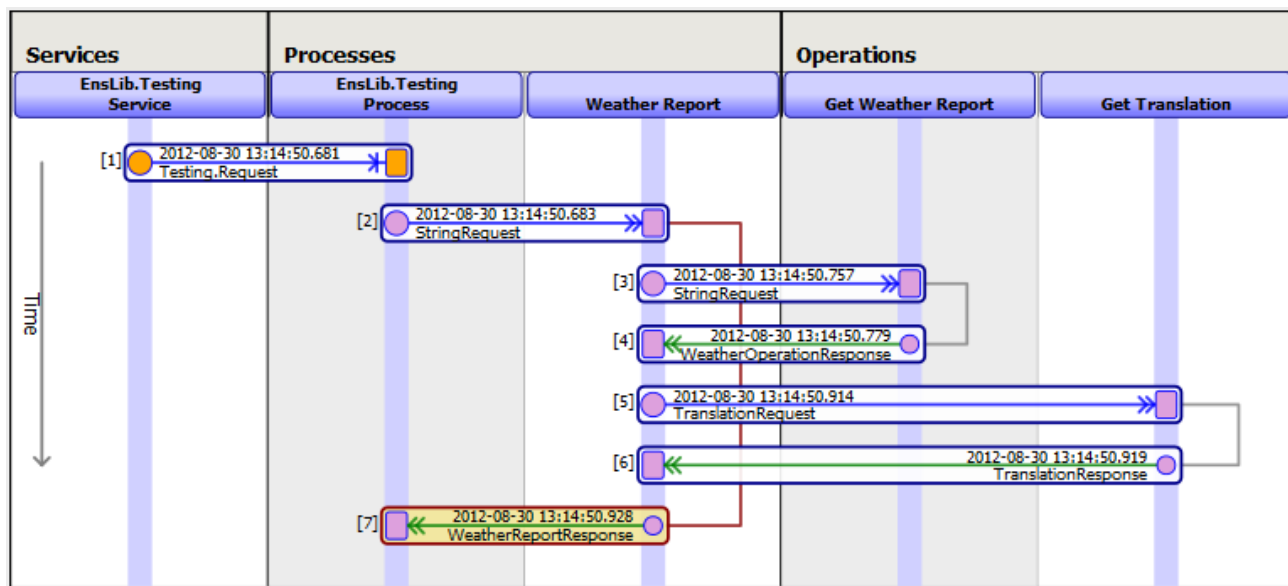 Services
Processes
Operations
EnsLib.Testing
Service
EnsLib.Testing
Process
Weather Report
Get Weather Report
Get Translation
Time
[1]
2012-08-30 13:14:50.681
Testing.Request
[2]
2012-08-30 13:14:50.683
StringRequest
[3]
2012-08-30 13:14:50.757
StringRequest
[4]
2012-08-30 13:14:50.779
WeatherOperationResponse
[5]
2012-08-30 13:14:50.914
TranslationRequest
[6]
2012-08-30 13:14:50.919
TranslationResponse
[7]
2012-08-30 13:14:50.928
WeatherReportResponse